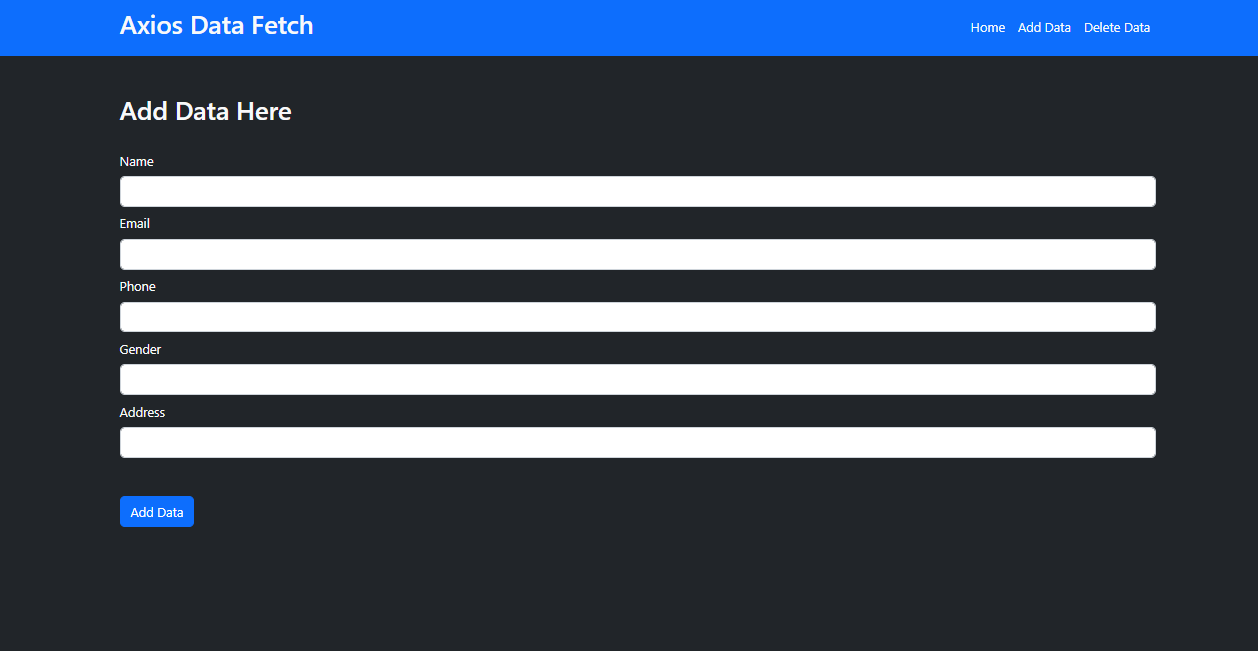 Axios Data Fetch
Home Add Data Delete Data
Add Data Here
Name
Email
Phone
Gender
Address
Add Data